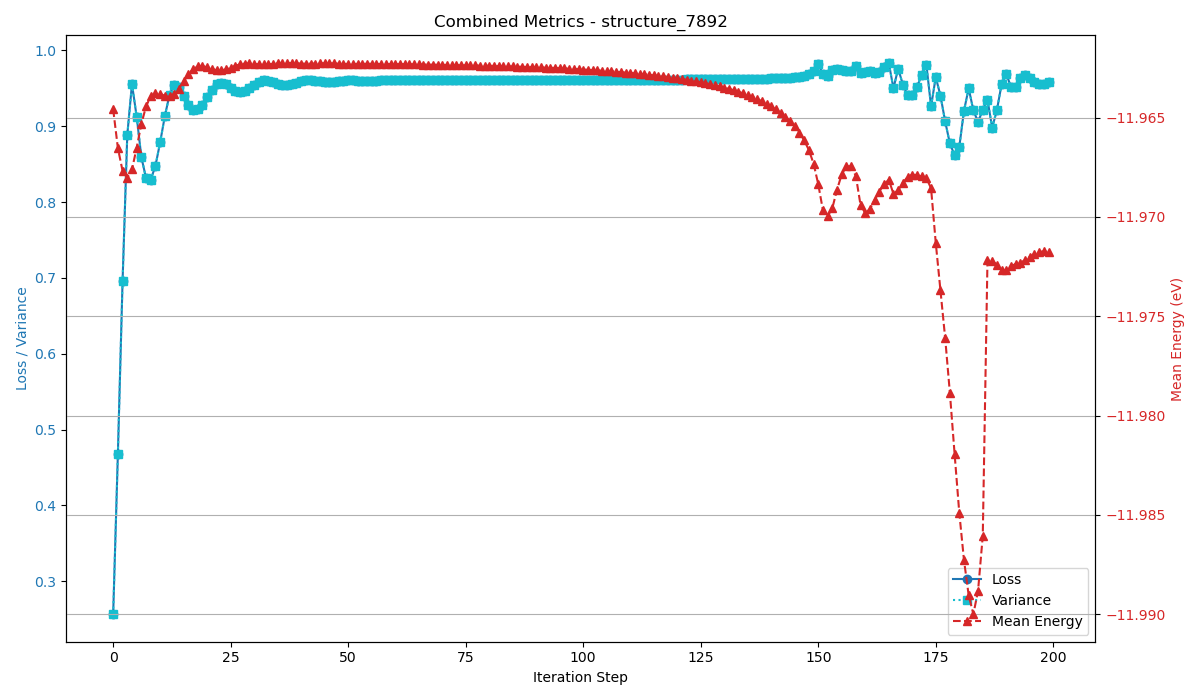 Combined Metrics - structure_7892
Loss / Variance
1.0
0.9
0.8
0.7
0.6
0.5
0.4
0.3
−11.965
−11.970
−11.975
−11.980
−11.985
−11.990
Mean Energy (eV)
Loss
Variance
Mean Energy
0 25 50 75 100 125 150 175 200
Iteration Step